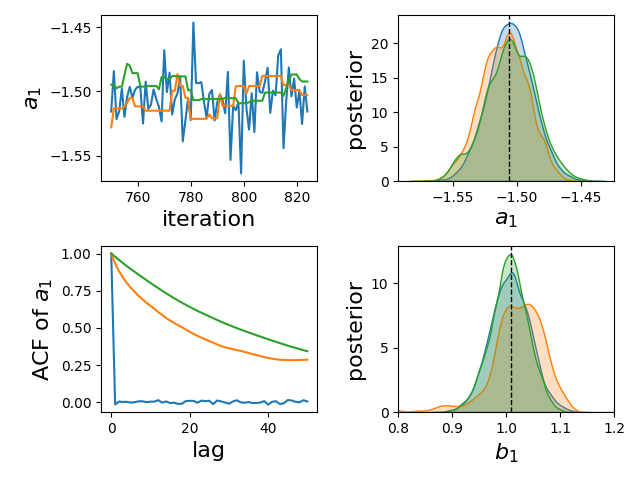 −1.45
−1.50
−1.55
a₁
760 780 800 820
iteration
20
15
10
5
0
posterior
−1.55 −1.50 −1.45
a₁
1.00
0.75
0.50
0.25
0.00
ACF of a₁
0 20 40
lag
10
5
0
posterior
0.8 0.9 1.0 1.1 1.2
b₁